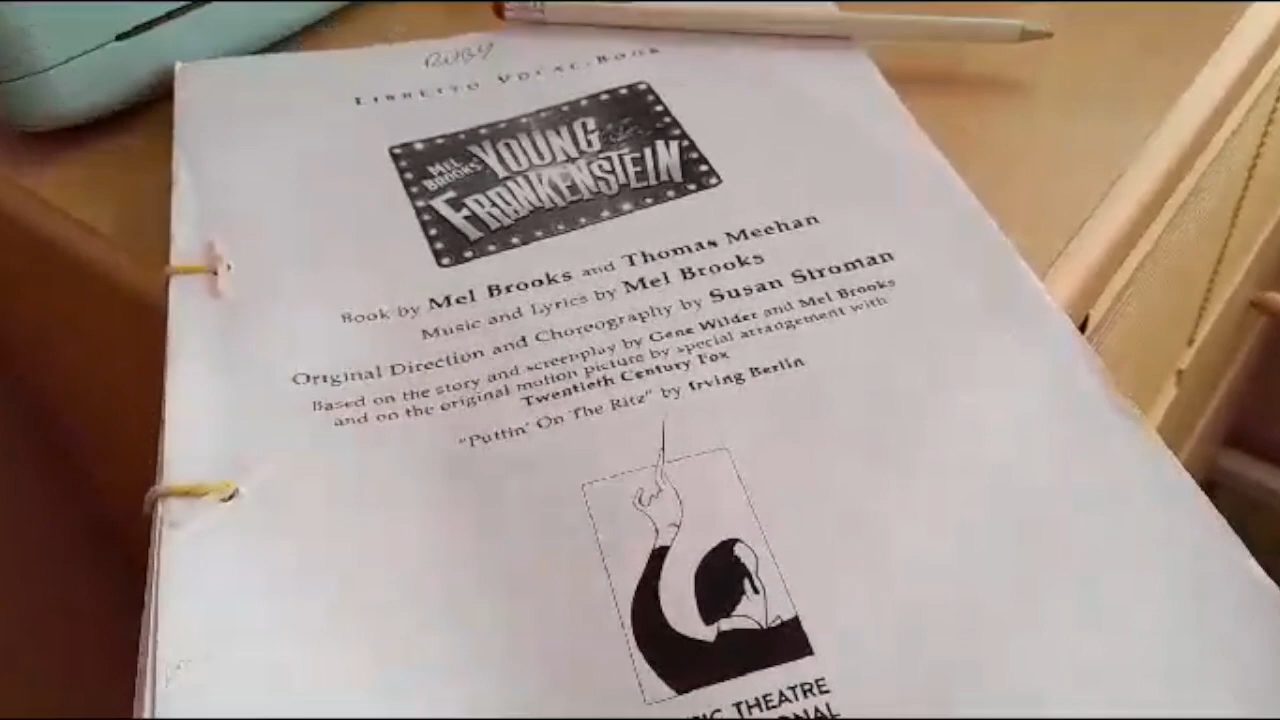 RUBY
LIBRETTO VOCAL BOOK
MEL
BROOKS'
YOUNG
FRANKENSTEIN
Book by Mel Brooks and Thomas Meehan
Music and Lyrics by Mel Brooks
Original Direction and Choreography by Susan Stroman
Based on the story and screenplay by Gene Wilder and Mel Brooks
and on the original motion picture by special arrangement with
Twentieth Century Fox
"Puttin' On The Ritz" by Irving Berlin
THEATRE